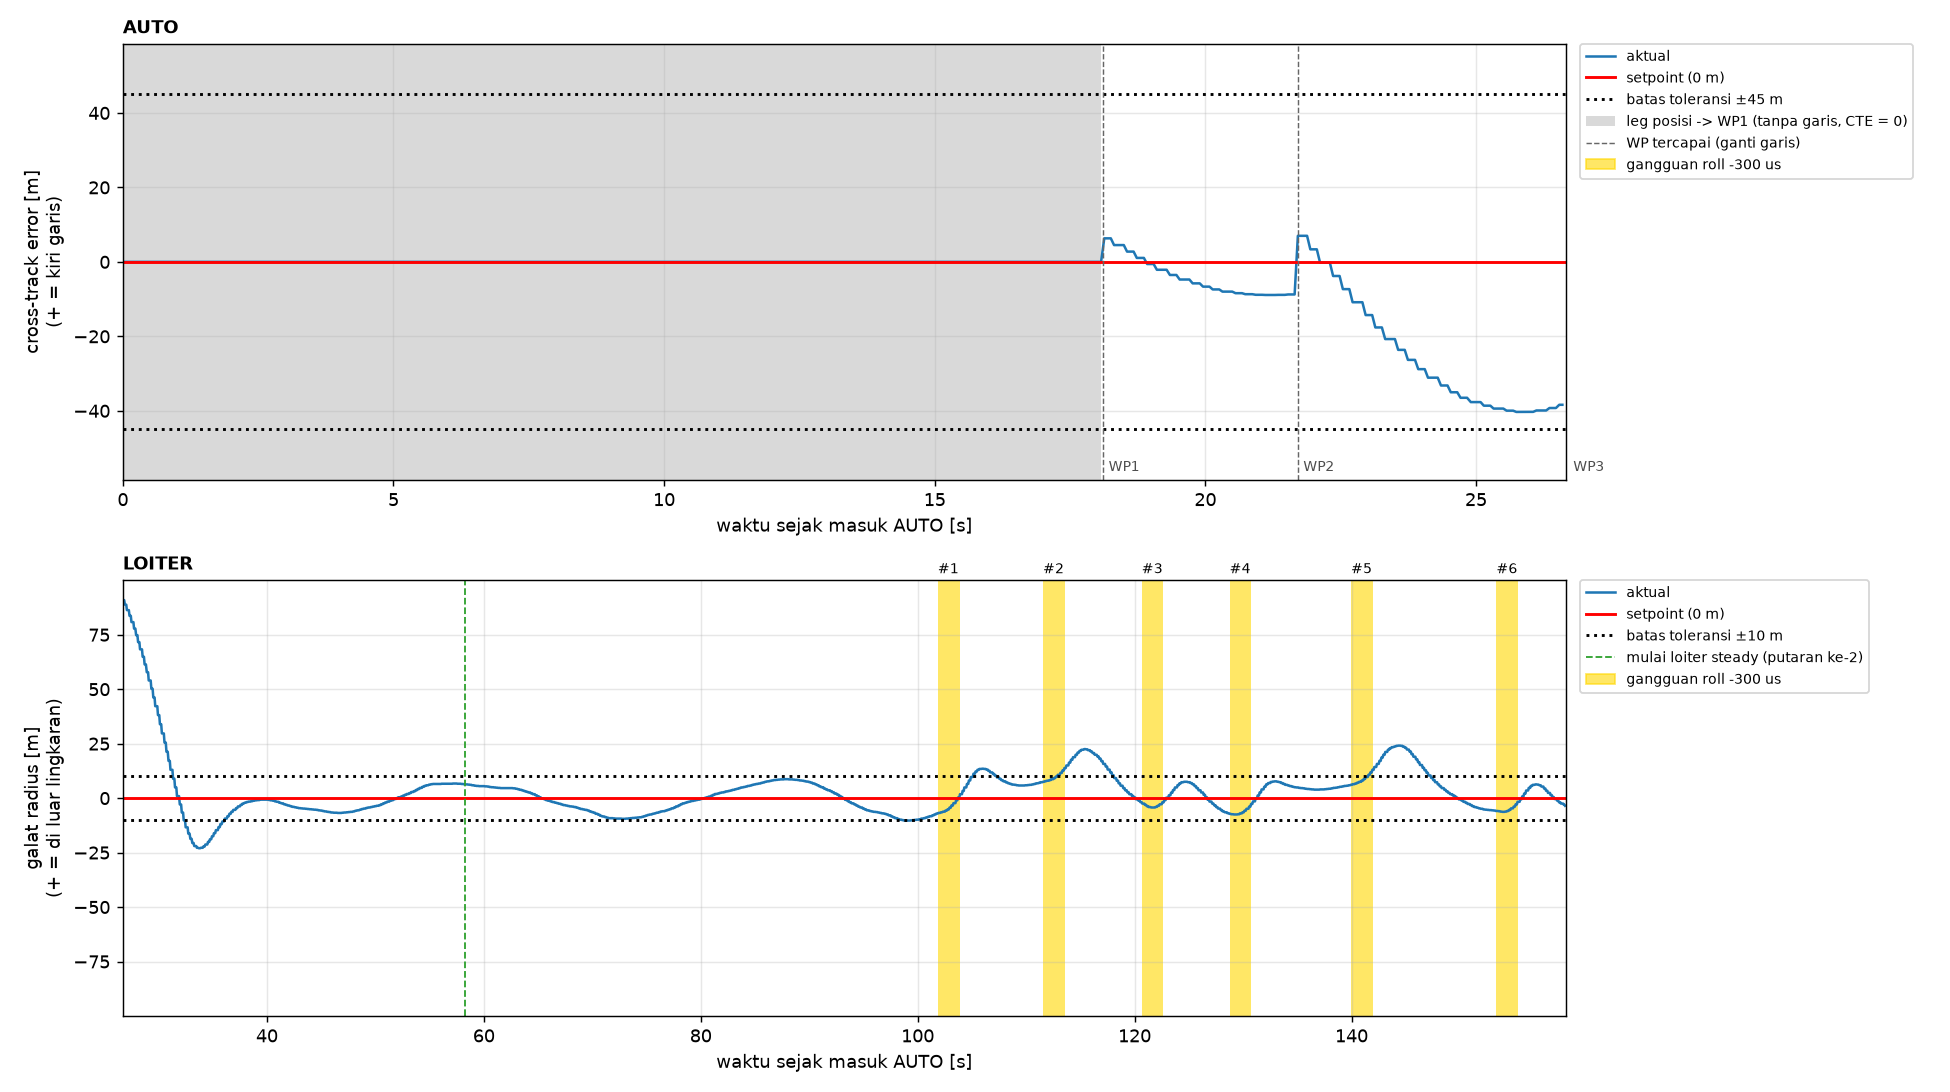 AUTO
cross-track error [m]
(+ = kiri garis)
40
20
0
−20
−40
WP1
WP2
WP3
0
5
10
15
20
25
waktu sejak masuk AUTO [s]
aktual
setpoint (0 m)
batas toleransi ±45 m
leg posisi -> WP1 (tanpa garis, CTE = 0)
WP tercapai (ganti garis)
gangguan roll -300 us
LOITER
#1
#2
#3
#4
#5
#6
galat radius [m]
(+ = di luar lingkaran)
75
50
25
0
−25
−50
−75
40
60
80
100
120
140
waktu sejak masuk AUTO [s]
aktual
setpoint (0 m)
batas toleransi ±10 m
mulai loiter steady (putaran ke-2)
gangguan roll -300 us